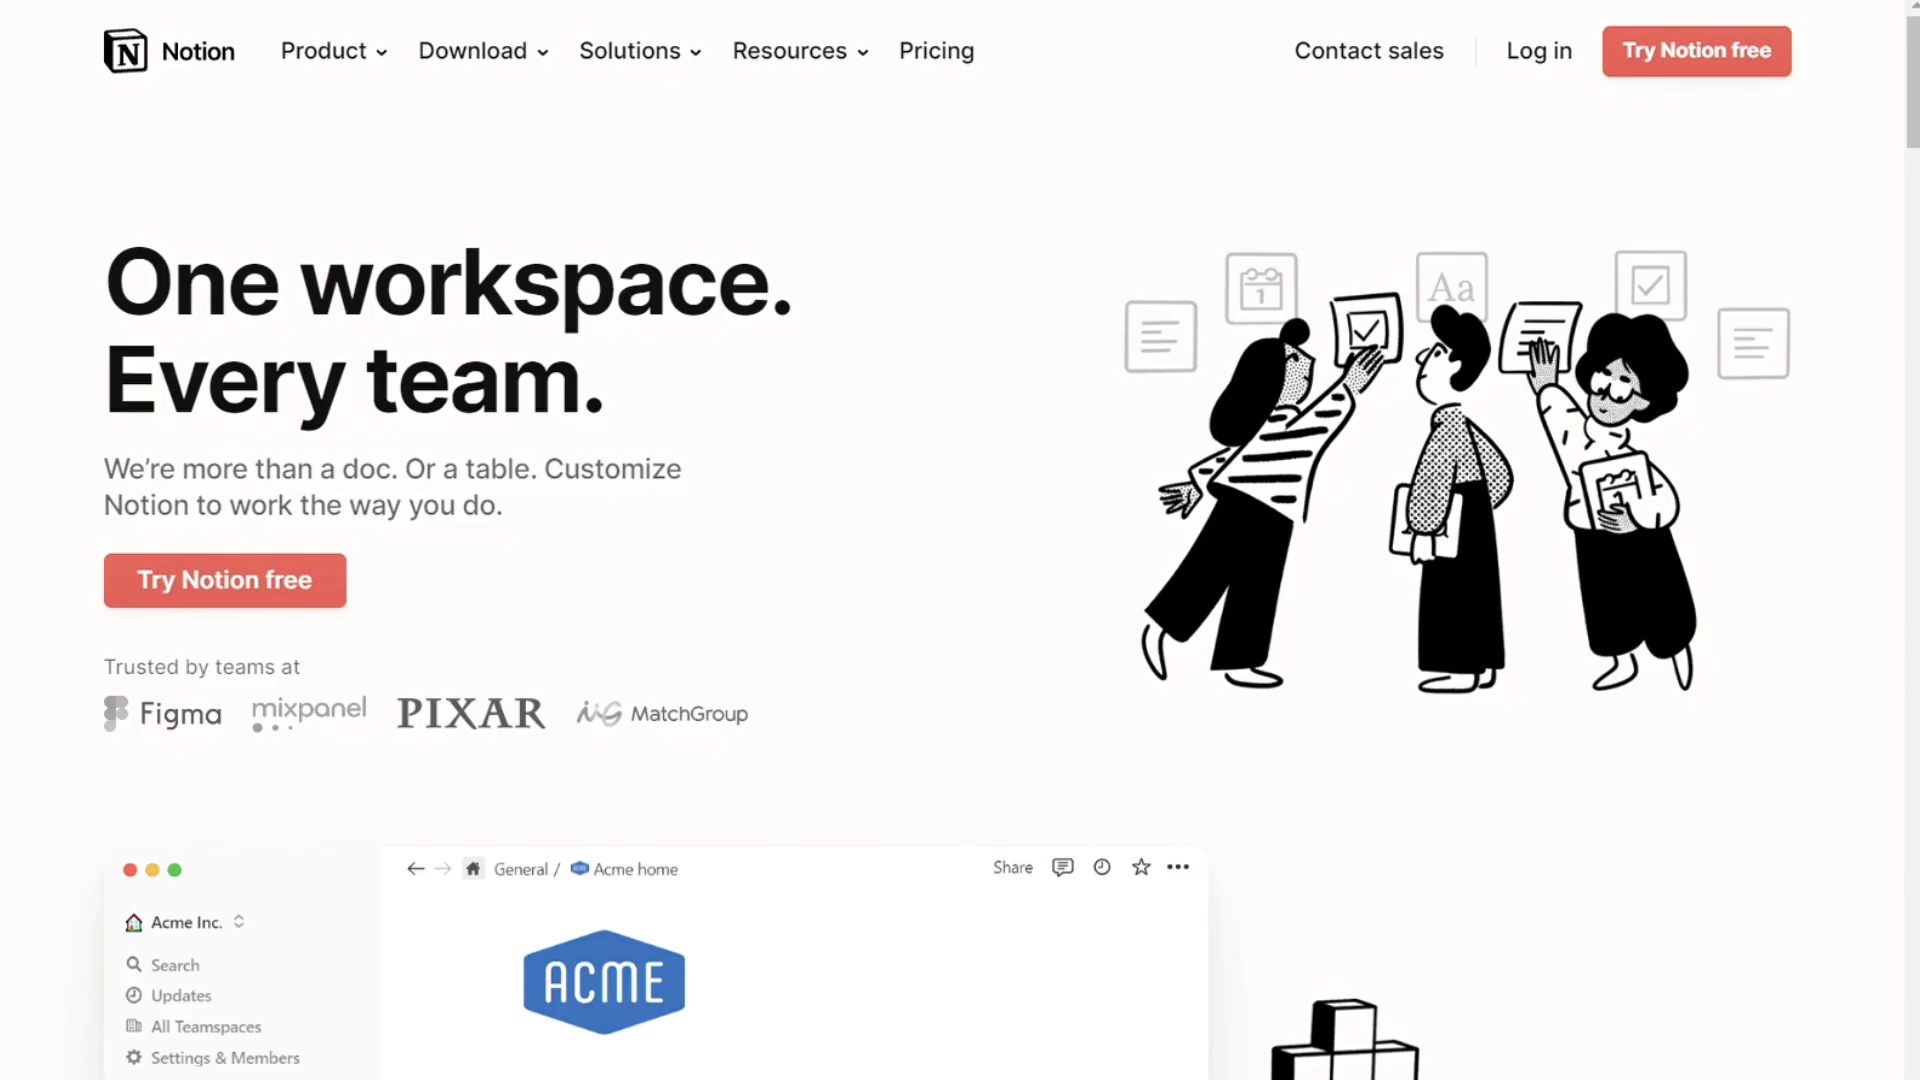 Notion
Product
Download
Solutions
Resources
Pricing
Contact sales
Log in
Try Notion free
One workspace.
Every team.
We’re more than a doc. Or a table. Customize
Notion to work the way you do.
Try Notion free
Trusted by teams at
Figma
mixpanel
PIXAR
MatchGroup
1
Aa
General / Acme home
Share
Acme Inc.
Search
Updates
All Teamspaces
Settings & Members
ACME